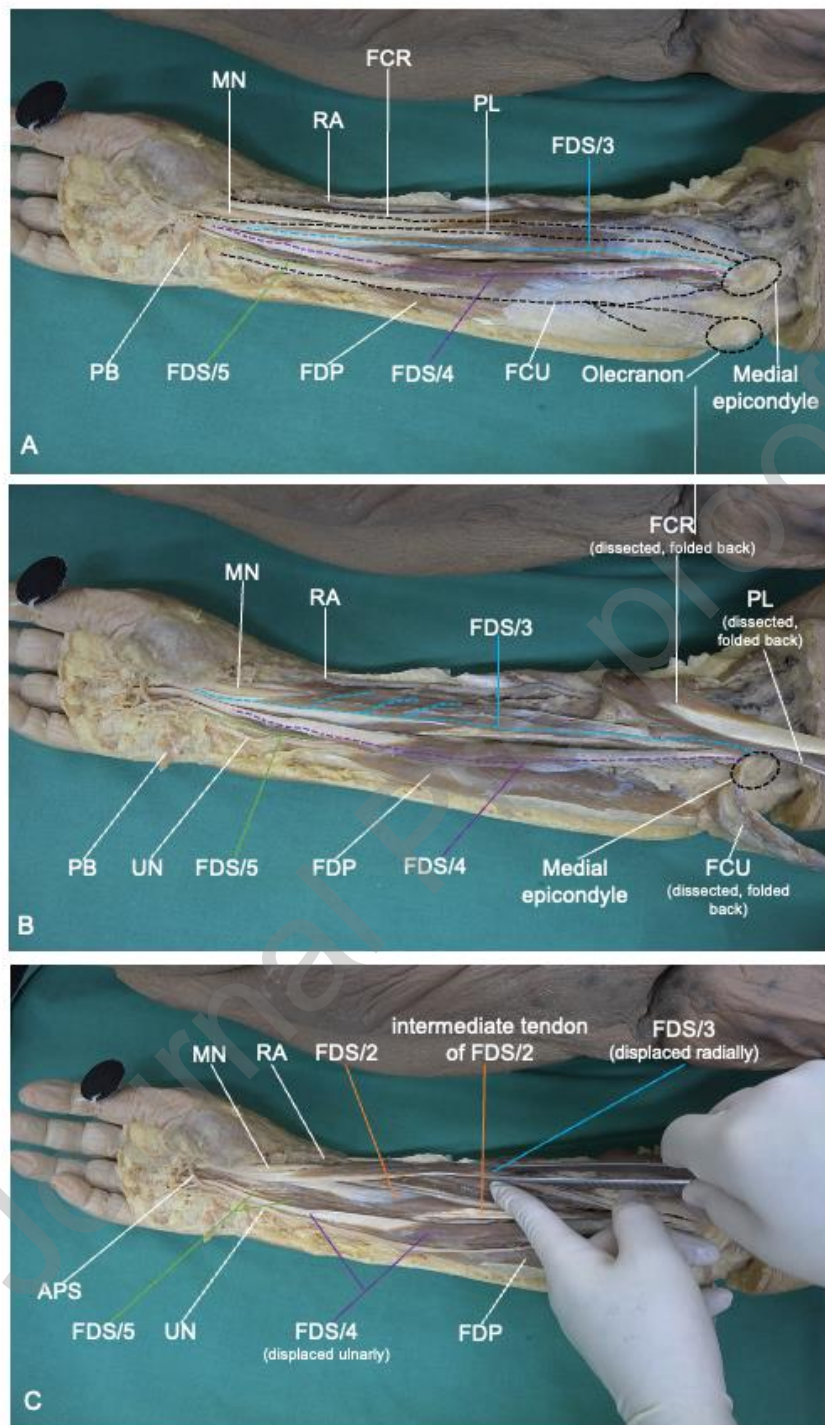 FCR
MN
PL
RA
FDS/3
PB
FDS/5
FDP
FDS/4
FCU
Olecranon
Medial
epicondyle
A
FCR
(dissected, folded back)
MN
PL
RA
(dissected,
folded back)
FDS/3
PB
UN
FDS/5
FDP
FDS/4
Medial
epicondyle
FCU
(dissected, folded
back)
B
intermediate tendon
of FDS/2
FDS/3
(displaced radially)
MN
RA
FDS/2
APS
FDS/5
UN
FDS/4
(displaced ulnarly)
FDP
C
Journal Pre-proof